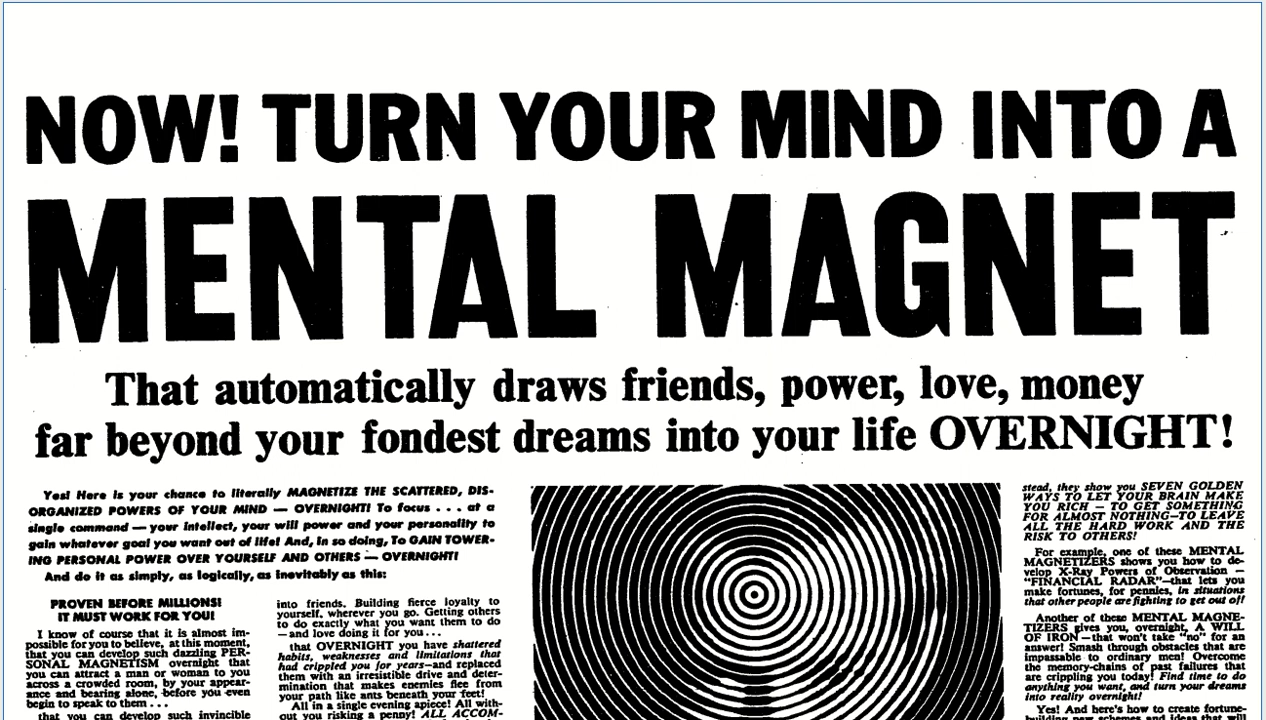 NOW! TURN YOUR MIND INTO A
MENTAL MAGNET
That automatically draws friends, power, love, money
far beyond your fondest dreams into your life OVERNIGHT!
Yes! Here is your chance to literally MAGNETIZE THE SCATTERED, DIS-
ORGANIZED POWERS OF YOUR MIND — OVERNIGHT! To focus . . . at a
single command — your intellect, your will power and your personality to
gain whatever goal you want out of life! And, in so doing, To GAIN TOWER-
ING PERSONAL POWER OVER YOURSELF AND OTHERS — OVERNIGHT!
And do it as simply, as logically, as inevitably as this:
PROVEN BEFORE MILLIONS!
IT MUST WORK FOR YOU!
I know of course that it is almost im-
possible for you to believe, at this moment,
that you can develop such dazzling PER-
SONAL MAGNETISM overnight that
you can attract a man or woman to you
across a crowded room, by your appear-
ance and bearing alone, before you even
begin to speak to them . . .
that you can develop such invincible
into friends. Building fierce loyalty to
yourself, wherever you go. Getting others
to do exactly what you want them to do
—and love doing it for you . . .
that OVERNIGHT you have shattered
habits, weaknesses and limitations that
had crippled you for years—and replaced
them with an irresistible drive and deter-
mination that makes enemies flee from
your path like ants beneath your feet!
All in a single evening apiece! All with-
out you risking a penny! ALL ACCOM-
stead, they show you SEVEN GOLDEN
WAYS TO LET YOUR BRAIN MAKE
YOU RICH — TO GET SOMETHING
FOR ALMOST NOTHING—TO LEAVE
ALL THE HARD WORK AND THE
RISK TO OTHERS!
For example, one of these MENTAL
MAGNETIZERS shows you how to de-
velop X-Ray Powers of Observation —
"FINANCIAL RADAR"—that lets you
make fortunes, for pennies, in situations
that other people are fighting to get out of!
Another of these MENTAL MAGNE-
TIZERS gives you, overnight, A WILL
OF IRON — that won't take "no" for an
answer! Smash through obstacles that are
impassable to ordinary men! Overcome
the memory-chains of past failures that
are crippling you today! Find time to do
anything you want, and turn your dreams
into reality overnight!
Yes! And here's how to create fortune-
building new schemes and ideas that will